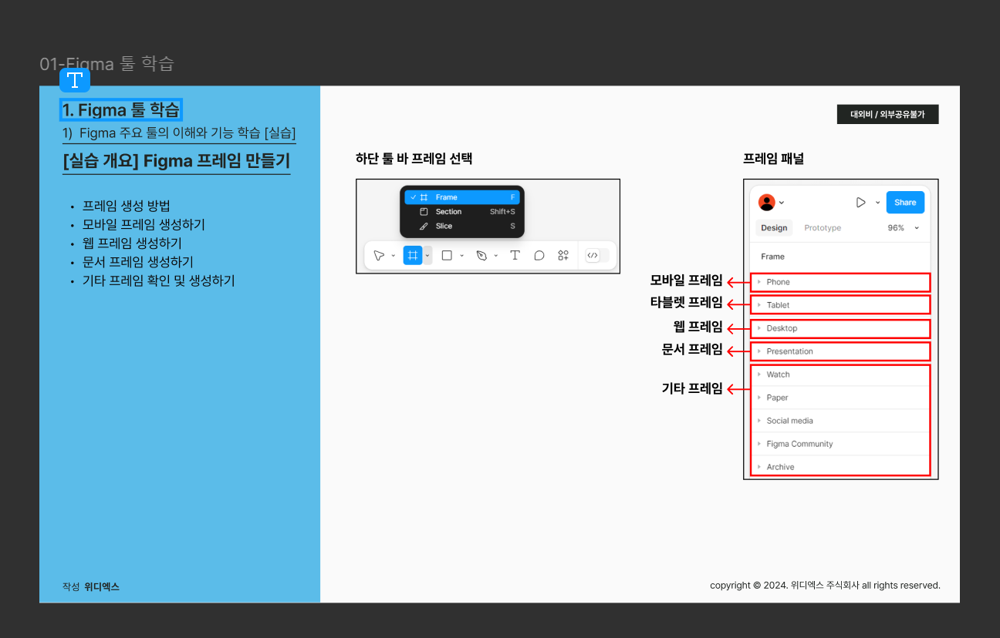 01-Figma 툴 학습
T
1. Figma 툴 학습
1) Figma 주요 툴의 이해와 기능 학습 [실습]
[실습 개요] Figma 프레임 만들기
• 프레임 생성 방법
• 모바일 프레임 생성하기
• 웹 프레임 생성하기
• 문서 프레임 생성하기
• 기타 프레임 확인 및 생성하기
작성 위디엑스
대외비 / 외부공유불가
하단 툴 바 프레임 선택
Frame F
Section Shift+S
Slice S
T </>
프레임 패널
Share
Design Prototype 96%
Frame
모바일 프레임 Phone
타블렛 프레임 Tablet
웹 프레임 Desktop
문서 프레임 Presentation
기타 프레임
Watch
Paper
Social media
Figma Community
Archive
copyright © 2024. 위디엑스 주식회사 all rights reserved.